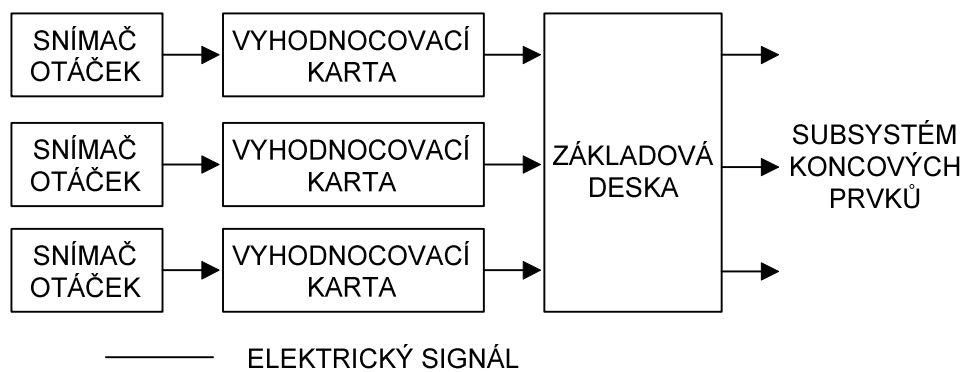 SNÍMAČ
OTÁČEK
VYHODNOCOVACÍ
KARTA
SNÍMAČ
OTÁČEK
VYHODNOCOVACÍ
KARTA
SNÍMAČ
OTÁČEK
VYHODNOCOVACÍ
KARTA
ZÁKLADOVÁ
DESKA
SUBSYSTÉM
KONCOVÝCH
PRVKŮ
ELEKTRICKÝ SIGNÁL